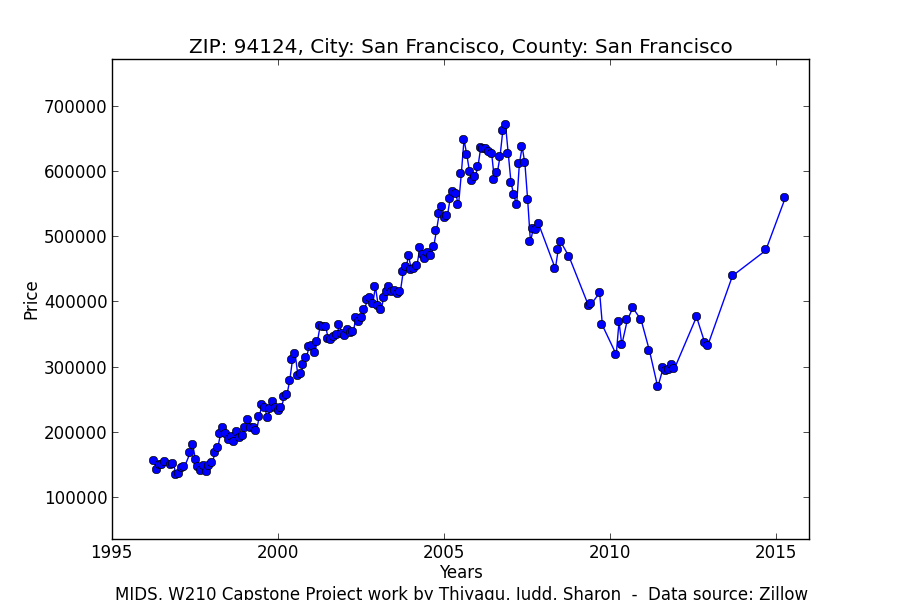 ZIP: 94124, City: San Francisco, County: San Francisco
700000
600000
500000
400000
300000
200000
100000
Price
1995 2000 2005 2010 2015
Years
MIDS, W210 Capstone Project work by Thiyagu, Judd, Sharon - Data source: Zillow